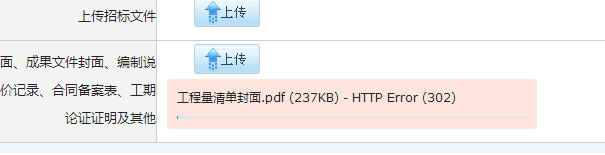 上传招标文件
上传
面、成果文件封面、编制说
价记录、合同备案表、工期
论证证明及其他
上传
工程量清单封面.pdf (237KB) - HTTP Error (302)